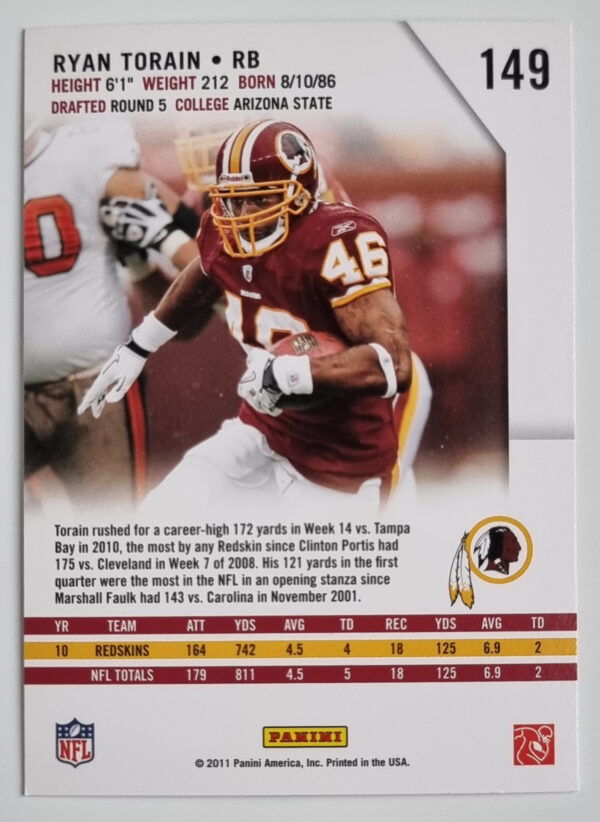 RYAN TORAIN • RB
149
HEIGHT 6'1" WEIGHT 212 BORN 8/10/86
DRAFTED ROUND 5 COLLEGE ARIZONA STATE
0
Riddell
46
46
Torain rushed for a career-high 172 yards in Week 14 vs. Tampa
Bay in 2010, the most by any Redskin since Clinton Portis had
175 vs. Cleveland in Week 7 of 2008. His 121 yards in the first
quarter were the most in the NFL in an opening stanza since
Marshall Faulk had 143 vs. Carolina in November 2001.
YR TEAM ATT YDS AVG TD REC YDS AVG TD
10 REDSKINS 164 742 4.5 4 18 125 6.9 2
NFL TOTALS 179 811 4.5 5 18 125 6.9 2
NFL
PANINI
© 2011 Panini America, Inc. Printed in the USA.